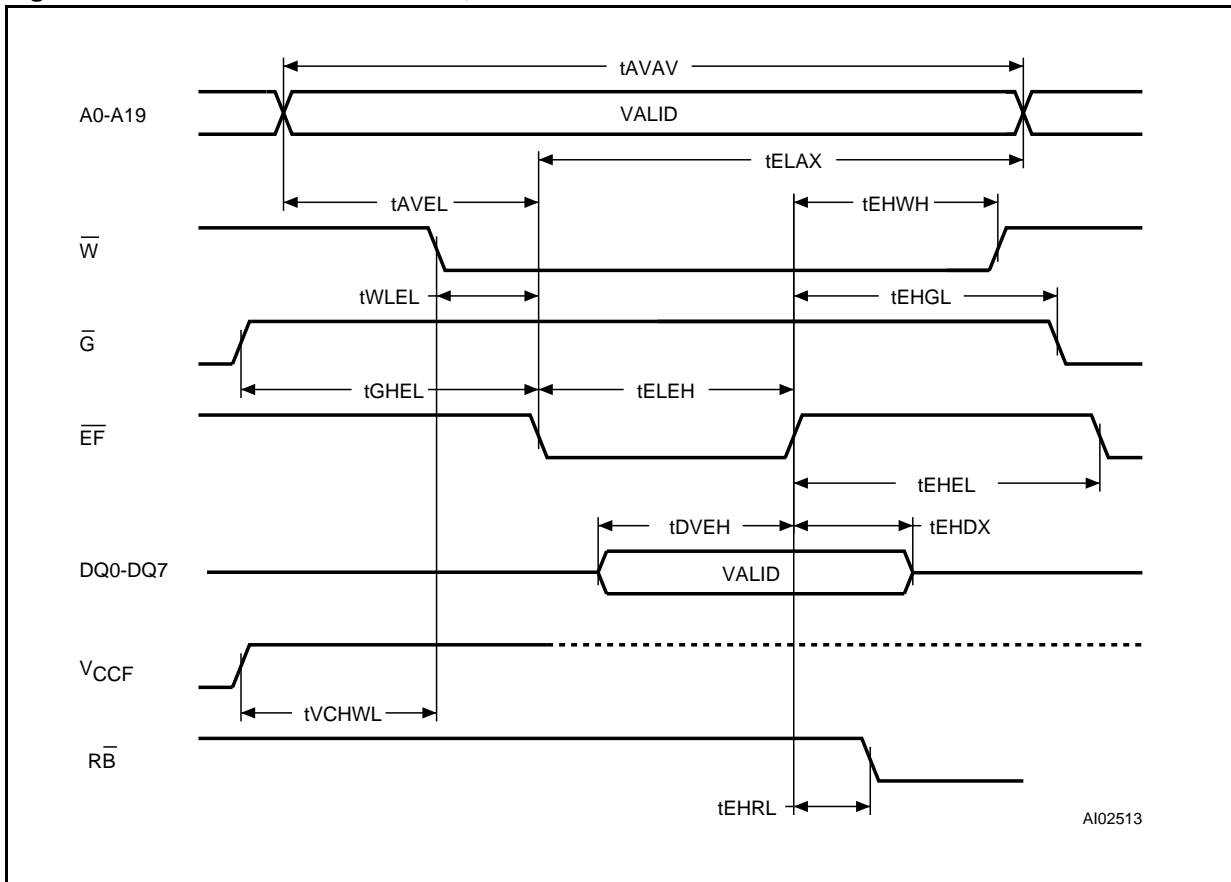 tAVAV
A0-A19
VALID
tELAX
tAVEL
tEHWH
W̅
tWLEL
tEHGL
G̅
tGHEL
tELEH
E̅F̅
tEHEL
tDVEH
tEHDX
DQ0-DQ7
VALID
VCCF
tVCHWL
RB̅
tEHRL
AI02513